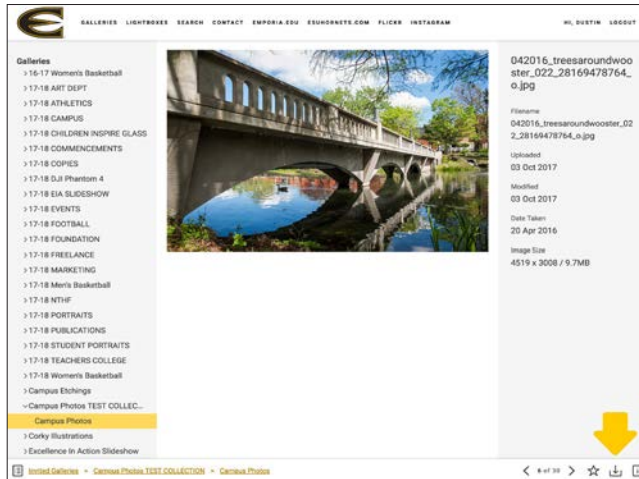 GALLERIES LIGHTBOXES SEARCH CONTACT EMPORIA.EDU ESUHORNETS.COM FLICKR INSTAGRAM HI, DUSTIN LOGOUT
Galleries
> 16-17 Women's Basketball
> 17-18 ART DEPT
> 17-18 ATHLETICS
> 17-18 CAMPUS
> 17-18 CHILDREN INSPIRE GLASS
> 17-18 COMMENCEMENTS
> 17-18 COPIES
> 17-18 DJI Phantom 4
> 17-18 EIA SLIDESHOW
> 17-18 EVENTS
> 17-18 FOOTBALL
> 17-18 FOUNDATION
> 17-18 FREELANCE
> 17-18 MARKETING
> 17-18 Men's Basketball
> 17-18 NTHF
> 17-18 PORTRAITS
> 17-18 PUBLICATIONS
> 17-18 STUDENT PORTRAITS
> 17-18 TEACHERS COLLEGE
> 17-18 Women's Basketball
> Campus Etchings
Campus Photos TEST COLLEC...
Campus Photos
> Corky Illustrations
> Excellence In Action Slideshow
042016_treesaroundwoo
ster_022_28169478764_
o.jpg
Filename
042016_treesaroundwooster_02
2_28169478764_o.jpg
Uploaded
03 Oct 2017
Modified
03 Oct 2017
Date Taken
20 Apr 2016
Image Size
4519 x 3008 / 9.7MB
Invited Galleries » Campus Photos TEST COLLECTION » Campus Photos
6 of 30